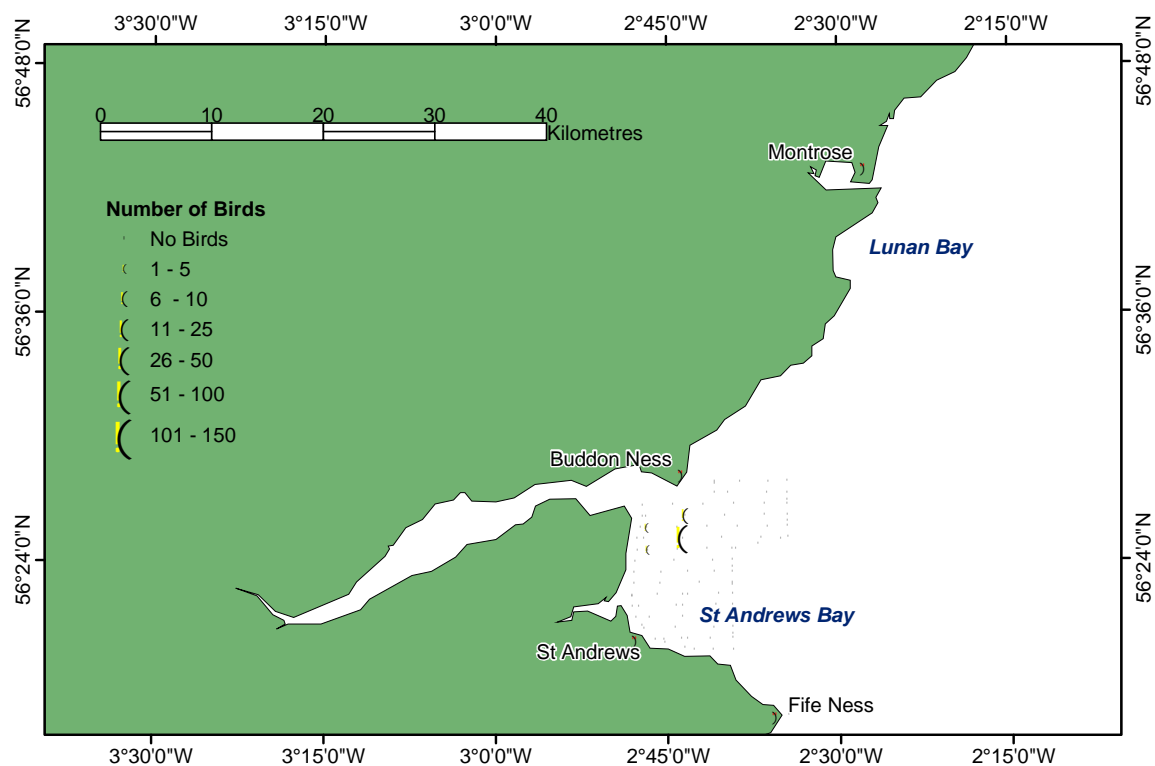 3°30'0"W 3°15'0"W 3°0'0"W 2°45'0"W 2°30'0"W 2°15'0"W
56°48'0"N
56°48'0"N
0 10 20 30 40
Kilometres
Montrose
Number of Birds
No Birds
1 - 5
6 - 10
11 - 25
26 - 50
51 - 100
101 - 150
Lunan Bay
56°36'0"N
56°36'0"N
Buddon Ness
56°24'0"N
56°24'0"N
St Andrews Bay
St Andrews
Fife Ness
3°30'0"W 3°15'0"W 3°0'0"W 2°45'0"W 2°30'0"W 2°15'0"W